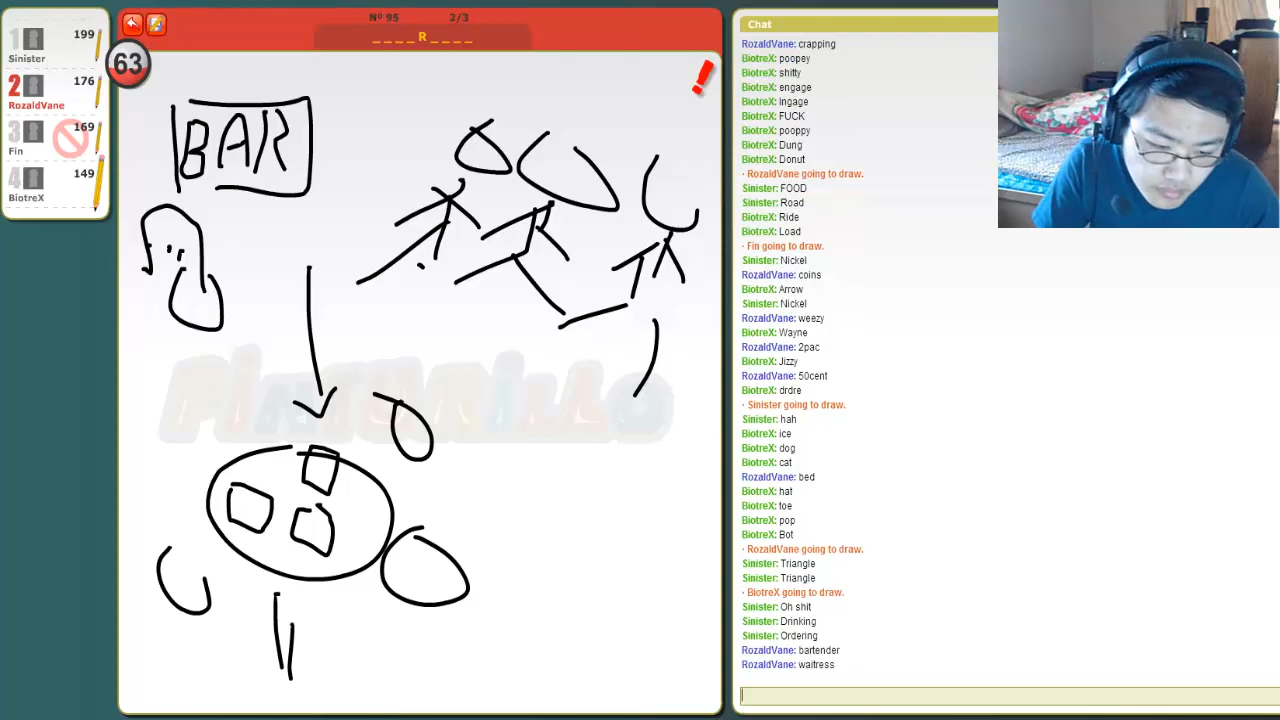 Nº 95 2/3
_ _ _ _ R _ _ _ _
63
1 199
Sinister
2 176
RozaldVane
3 169
Fin
4 149
BiotreX
BAR
Chat
RozaldVane: crapping
BiotreX: poopey
BiotreX: shitty
BiotreX: engage
BiotreX: Ingage
BiotreX: FUCK
BiotreX: pooppy
BiotreX: Dung
BiotreX: Donut
· RozaldVane going to draw.
Sinister: FOOD
Sinister: Road
BiotreX: Ride
BiotreX: Load
· Fin going to draw.
Sinister: Nickel
RozaldVane: coins
BiotreX: Arrow
Sinister: Nickel
RozaldVane: weezy
BiotreX: Wayne
RozaldVane: 2pac
BiotreX: Jizzy
RozaldVane: 50cent
BiotreX: drdre
· Sinister going to draw.
Sinister: hah
BiotreX: ice
BiotreX: dog
BiotreX: cat
RozaldVane: bed
BiotreX: hat
BiotreX: toe
BiotreX: pop
BiotreX: Bot
· RozaldVane going to draw.
Sinister: Triangle
Sinister: Triangle
· BiotreX going to draw.
Sinister: Oh shit
Sinister: Drinking
Sinister: Ordering
RozaldVane: bartender
RozaldVane: waitress